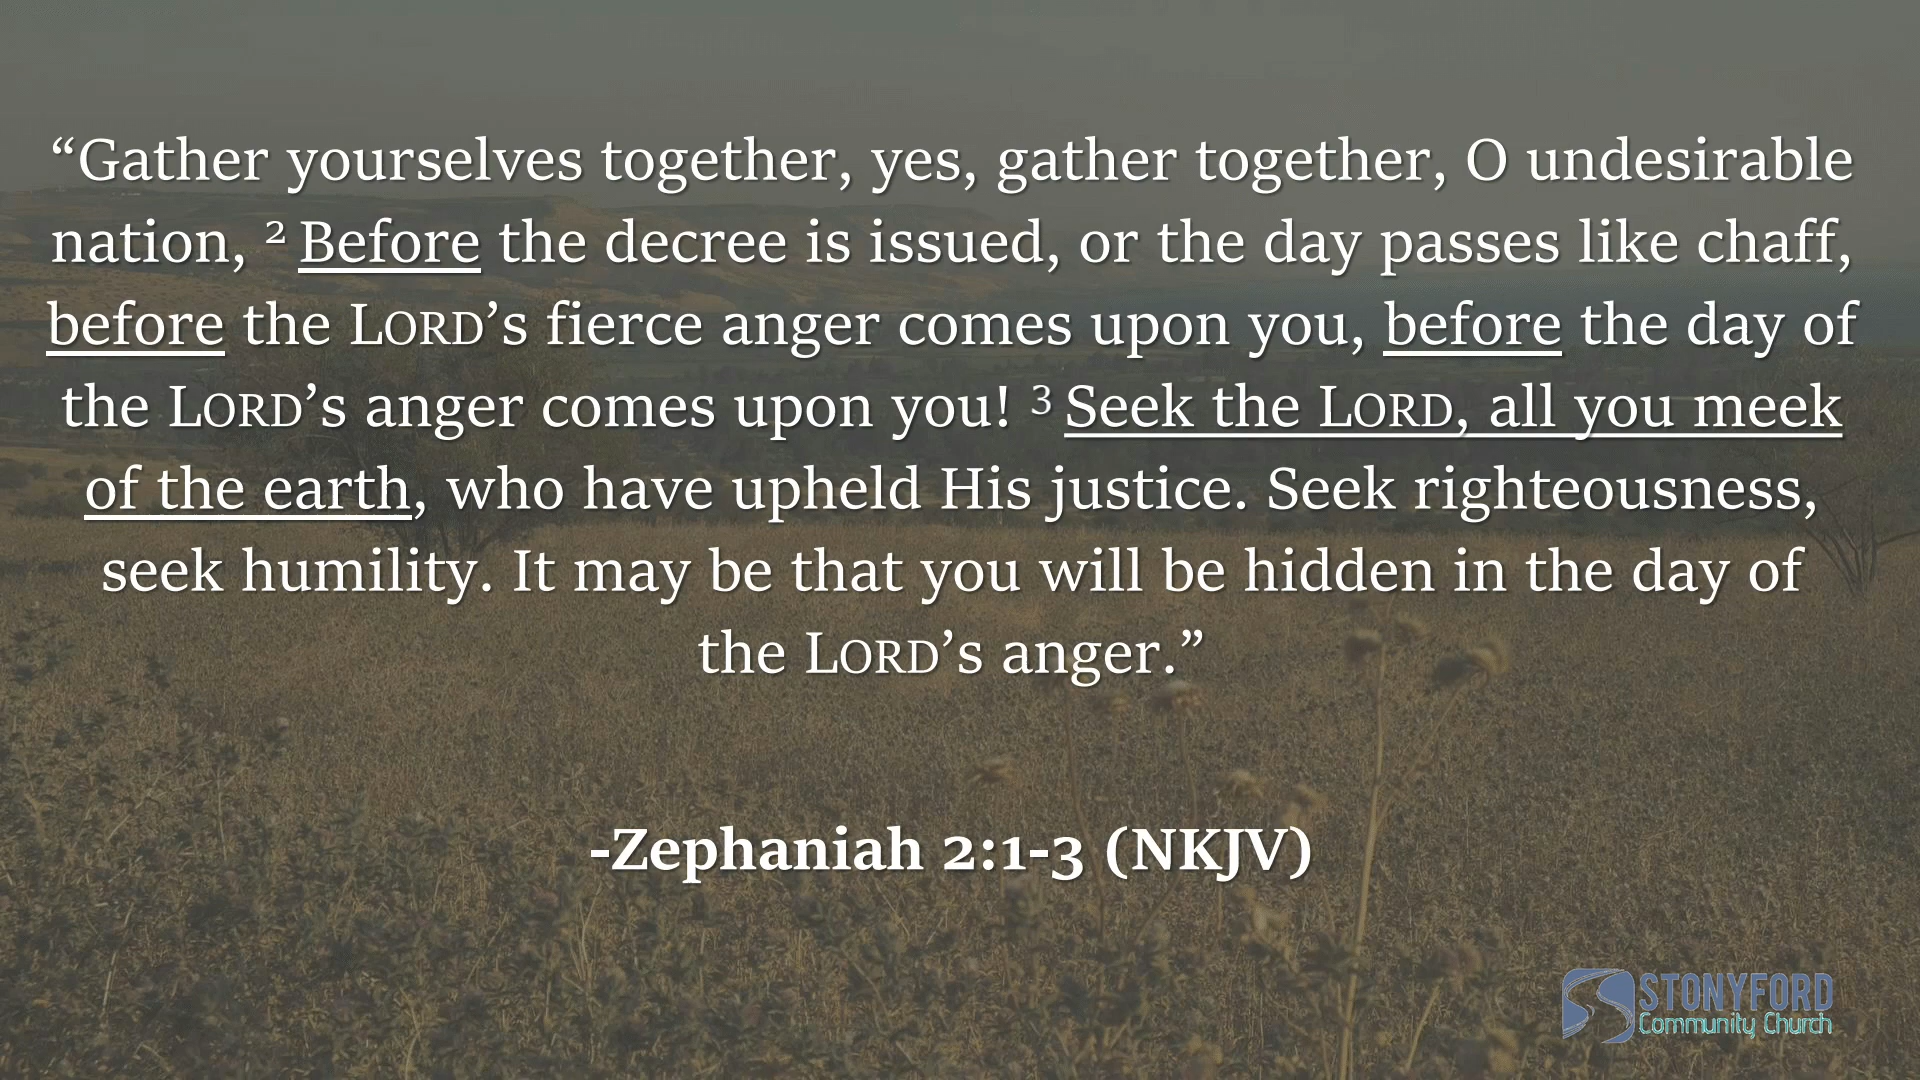 “Gather yourselves together, yes, gather together, O undesirable
nation, ² Before the decree is issued, or the day passes like chaff,
before the LORD’s fierce anger comes upon you, before the day of
the LORD’s anger comes upon you! ³ Seek the LORD, all you meek
of the earth, who have upheld His justice. Seek righteousness,
seek humility. It may be that you will be hidden in the day of
the LORD’s anger.”
-Zephaniah 2:1-3 (NKJV)
STONYFORD
Community Church